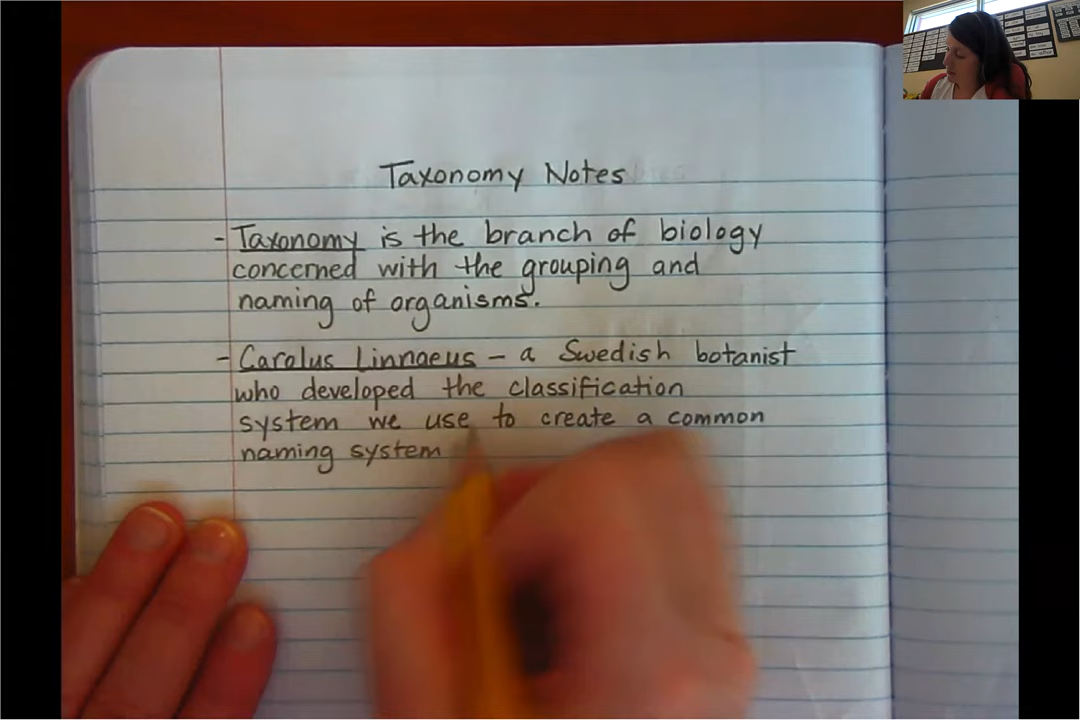 Taxonomy Notes
- Taxonomy is the branch of biology
concerned with the grouping and
naming of organisms.
- Carolus Linnaeus - a Swedish botanist
who developed the classification
system we use to create a common
naming system